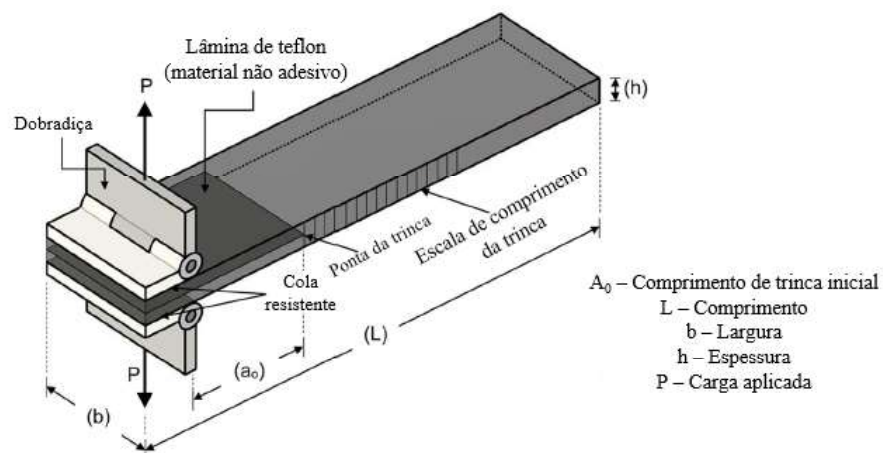 Lâmina de teflon
(material não adesivo)
P
Dobradiça
(h)
Ponta da trinca
Escala de comprimento
da trinca
Cola
resistente
(L)
P
(a₀)
(b)
A₀ – Comprimento de trinca inicial
L – Comprimento
b – Largura
h – Espessura
P – Carga aplicada